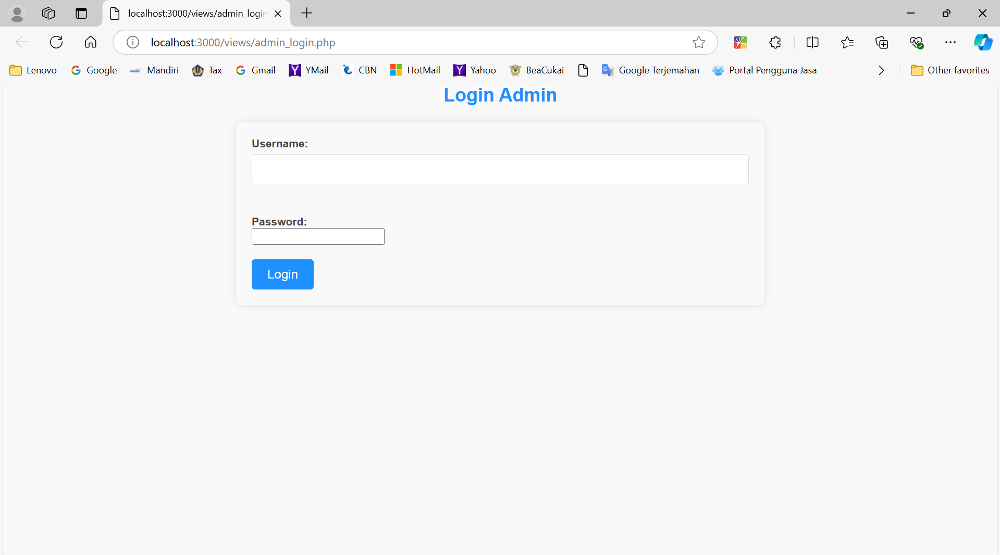 localhost:3000/views/admin_login
localhost:3000/views/admin_login.php
Lenovo Google Mandiri Tax Gmail YMail CBN HotMail Yahoo BeaCukai Google Terjemahan Portal Pengguna Jasa Other favorites
Login Admin
Username:
Password:
Login